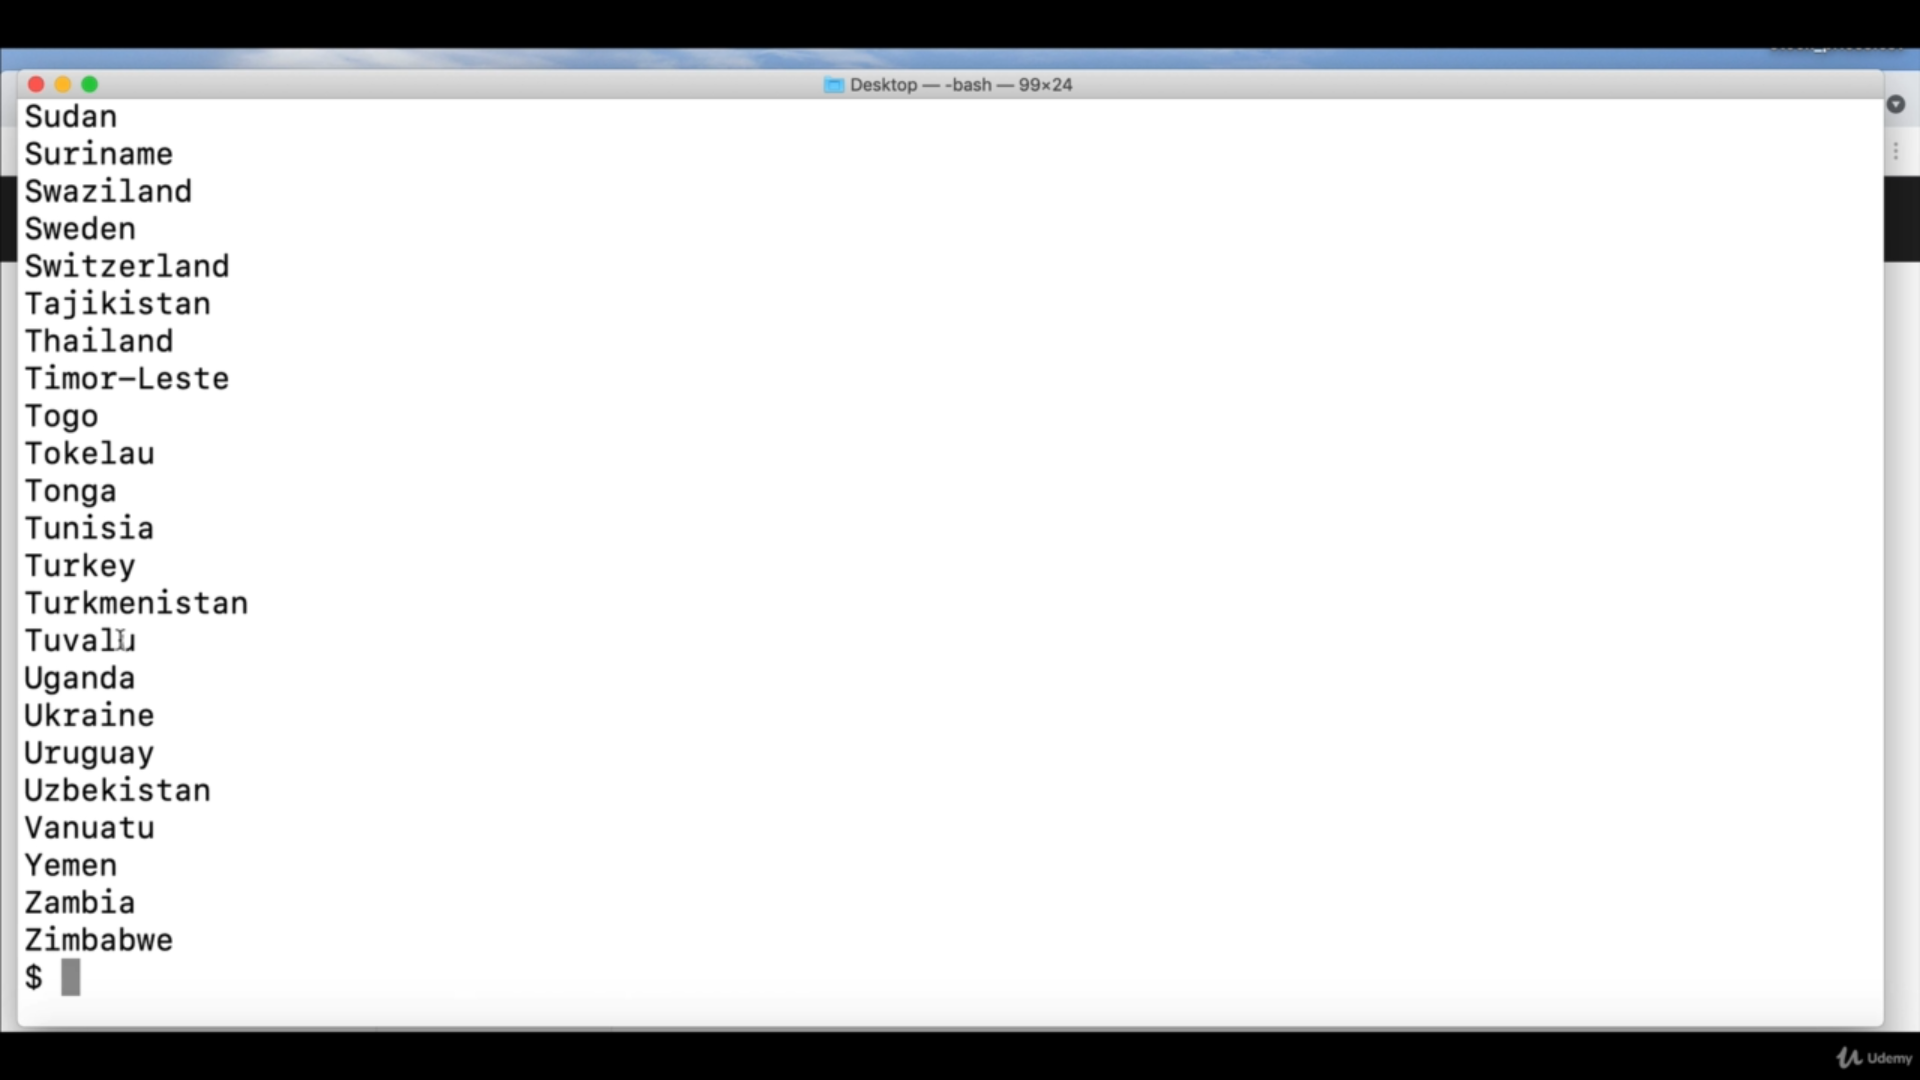 Desktop — -bash — 99×24
Sudan
Suriname
Swaziland
Sweden
Switzerland
Tajikistan
Thailand
Timor-Leste
Togo
Tokelau
Tonga
Tunisia
Turkey
Turkmenistan
Tuvalu
Uganda
Ukraine
Uruguay
Uzbekistan
Vanuatu
Yemen
Zambia
Zimbabwe
$
Udemy